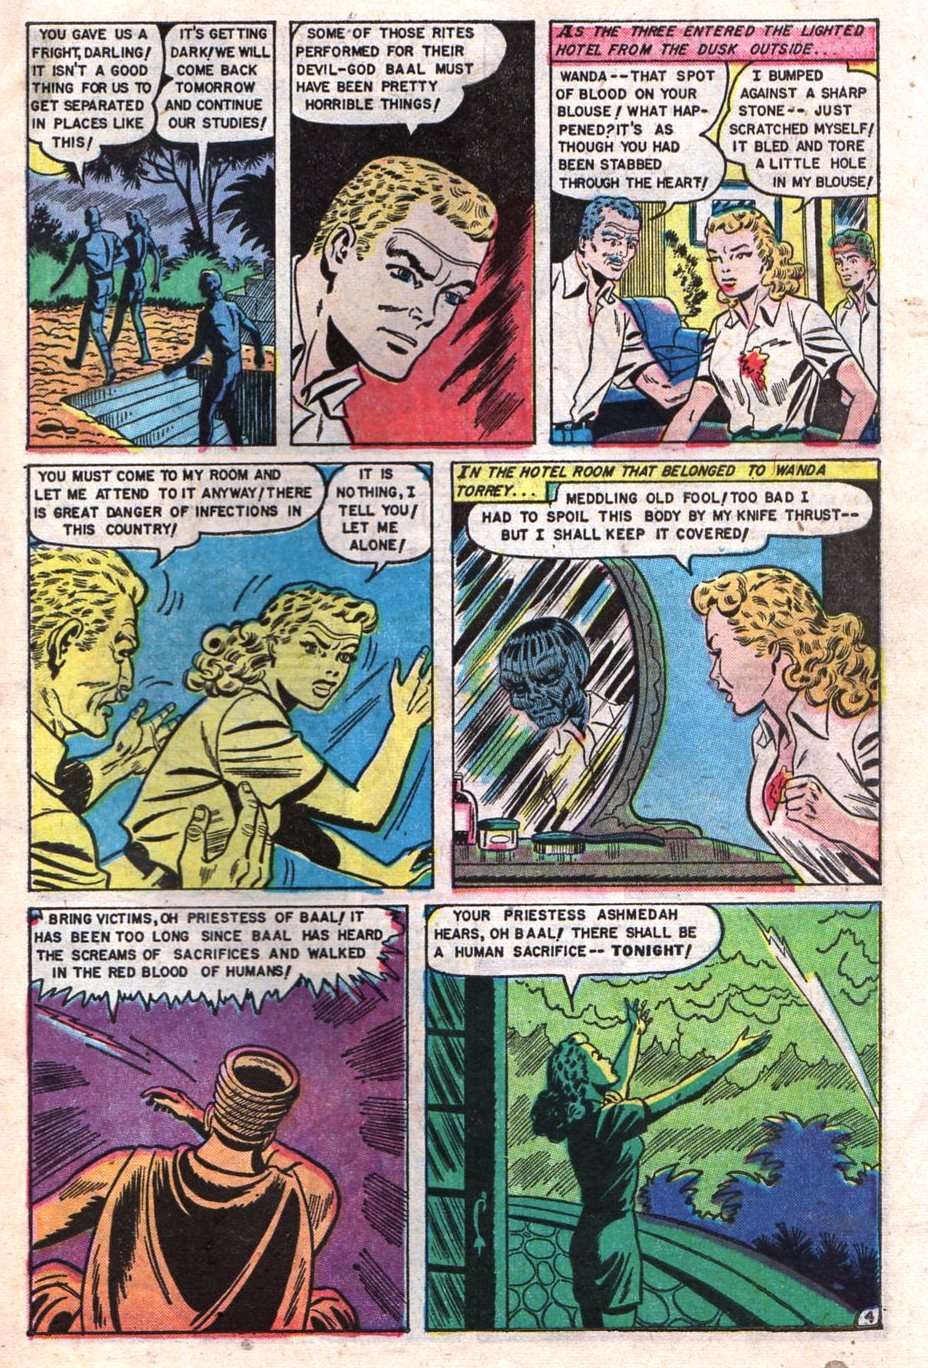 YOU GAVE US A
FRIGHT, DARLING!
IT ISN'T A GOOD
THING FOR US TO
GET SEPARATED
IN PLACES LIKE
THIS!
IT'S GETTING
DARK! WE WILL
COME BACK
TOMORROW
AND CONTINUE
OUR STUDIES!
SOME OF THOSE RITES
PERFORMED FOR THEIR
DEVIL-GOD BAAL MUST
HAVE BEEN PRETTY
HORRIBLE THINGS!
AS THE THREE ENTERED THE LIGHTED
HOTEL FROM THE DUSK OUTSIDE...
WANDA--THAT SPOT
OF BLOOD ON YOUR
BLOUSE! WHAT HAP-
PENED? IT'S AS
THOUGH YOU HAD
BEEN STABBED
THROUGH THE HEART!
I BUMPED
AGAINST A SHARP
STONE-- JUST
SCRATCHED MYSELF!
IT BLED AND TORE
A LITTLE HOLE
IN MY BLOUSE!
YOU MUST COME TO MY ROOM AND
LET ME ATTEND TO IT ANYWAY! THERE
IS GREAT DANGER OF INFECTIONS IN
THIS COUNTRY!
IT IS
NOTHING, I
TELL YOU!
LET ME
ALONE!
IN THE HOTEL ROOM THAT BELONGED TO WANDA
TORREY...
MEDDLING OLD FOOL! TOO BAD I
HAD TO SPOIL THIS BODY BY MY KNIFE THRUST--
BUT I SHALL KEEP IT COVERED!
BRING VICTIMS, OH PRIESTESS OF BAAL! IT
HAS BEEN TOO LONG SINCE BAAL HAS HEARD
THE SCREAMS OF SACRIFICES AND WALKED
IN THE RED BLOOD OF HUMANS!
YOUR PRIESTESS ASHMEDAH
HEARS, OH BAAL! THERE SHALL BE
A HUMAN SACRIFICE-- TONIGHT!
4